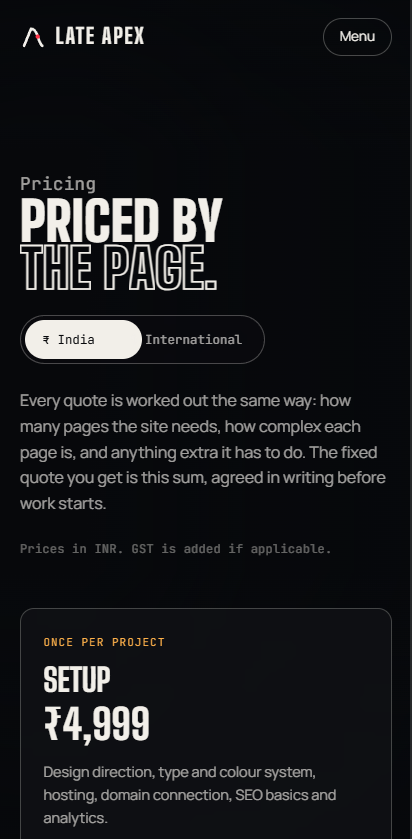 LATE APEX
Menu
Pricing
PRICED BY
THE PAGE.
₹ India
International
Every quote is worked out the same way: how
many pages the site needs, how complex each
page is, and anything extra it has to do. The fixed
quote you get is this sum, agreed in writing before
work starts.
Prices in INR. GST is added if applicable.
ONCE PER PROJECT
SETUP
₹4,999
Design direction, type and colour system,
hosting, domain connection, SEO basics and
analytics.